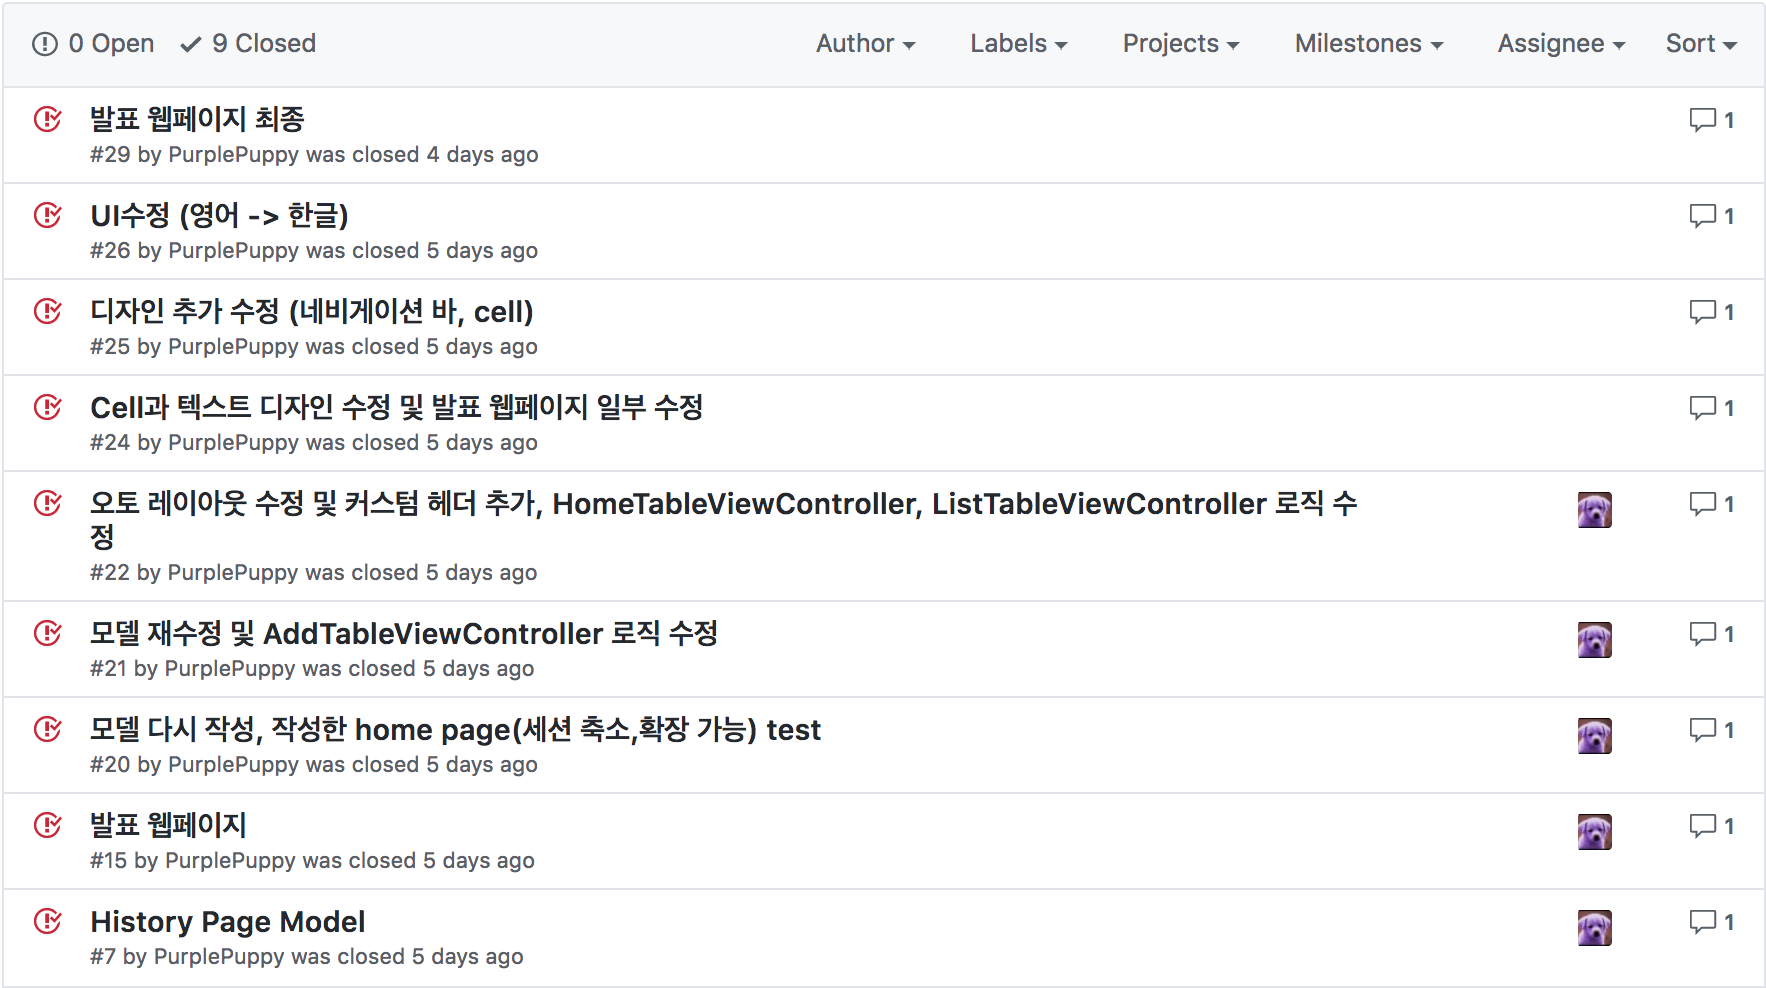 0 Open 9 Closed Author Labels Projects Milestones Assignee Sort
발표 웹페이지 최종 1
#29 by PurplePuppy was closed 4 days ago
UI수정 (영어 -> 한글) 1
#26 by PurplePuppy was closed 5 days ago
디자인 추가 수정 (네비게이션 바, cell) 1
#25 by PurplePuppy was closed 5 days ago
Cell과 텍스트 디자인 수정 및 발표 웹페이지 일부 수정 1
#24 by PurplePuppy was closed 5 days ago
오토 레이아웃 수정 및 커스텀 헤더 추가, HomeTableViewController, ListTableViewController 로직 수 1
정
#22 by PurplePuppy was closed 5 days ago
모델 재수정 및 AddTableViewController 로직 수정 1
#21 by PurplePuppy was closed 5 days ago
모델 다시 작성, 작성한 home page(세션 축소,확장 가능) test 1
#20 by PurplePuppy was closed 5 days ago
발표 웹페이지 1
#15 by PurplePuppy was closed 5 days ago
History Page Model 1
#7 by PurplePuppy was closed 5 days ago